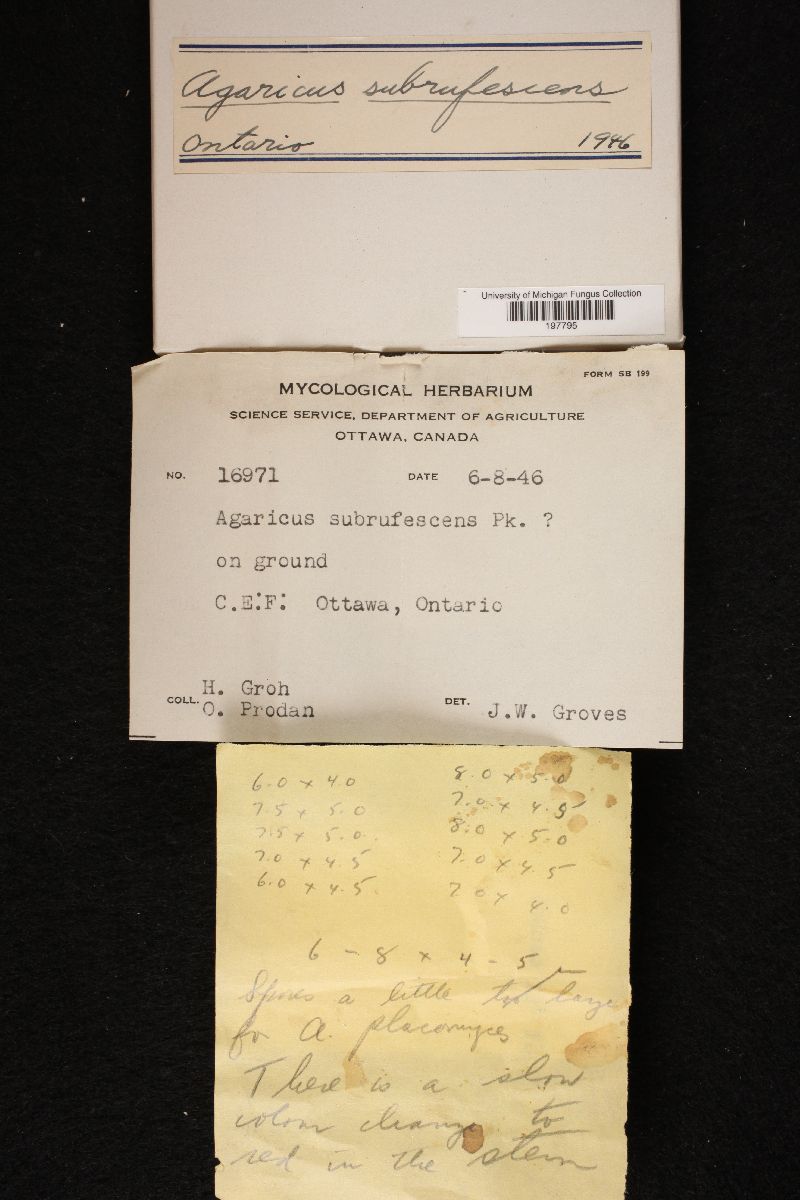 Agaricus subrufescens
Ontario 1946
University of Michigan Fungus Collection
197795
FORM SB 199
MYCOLOGICAL HERBARIUM
SCIENCE SERVICE, DEPARTMENT OF AGRICULTURE
OTTAWA, CANADA
NO. 16971 DATE 6-8-46
Agaricus subrufescens Pk. ?
on ground
C.E.F. Ottawa, Ontario
COLL. H. Groh
O. Prodan
DET. J.W. Groves
6.0 x 4.0 8.0 x 5.0
7.5 x 5.0 7.0 x 4.5
7.5 x 5.0 8.0 x 5.0
7.0 x 4.5 7.0 x 4.5
6.0 x 4.5 7.0 x 4.0
6 - 8 x 4 - 5
Spores a little too large
for A. placomyces
There is a slow
colour change to
red in the stem